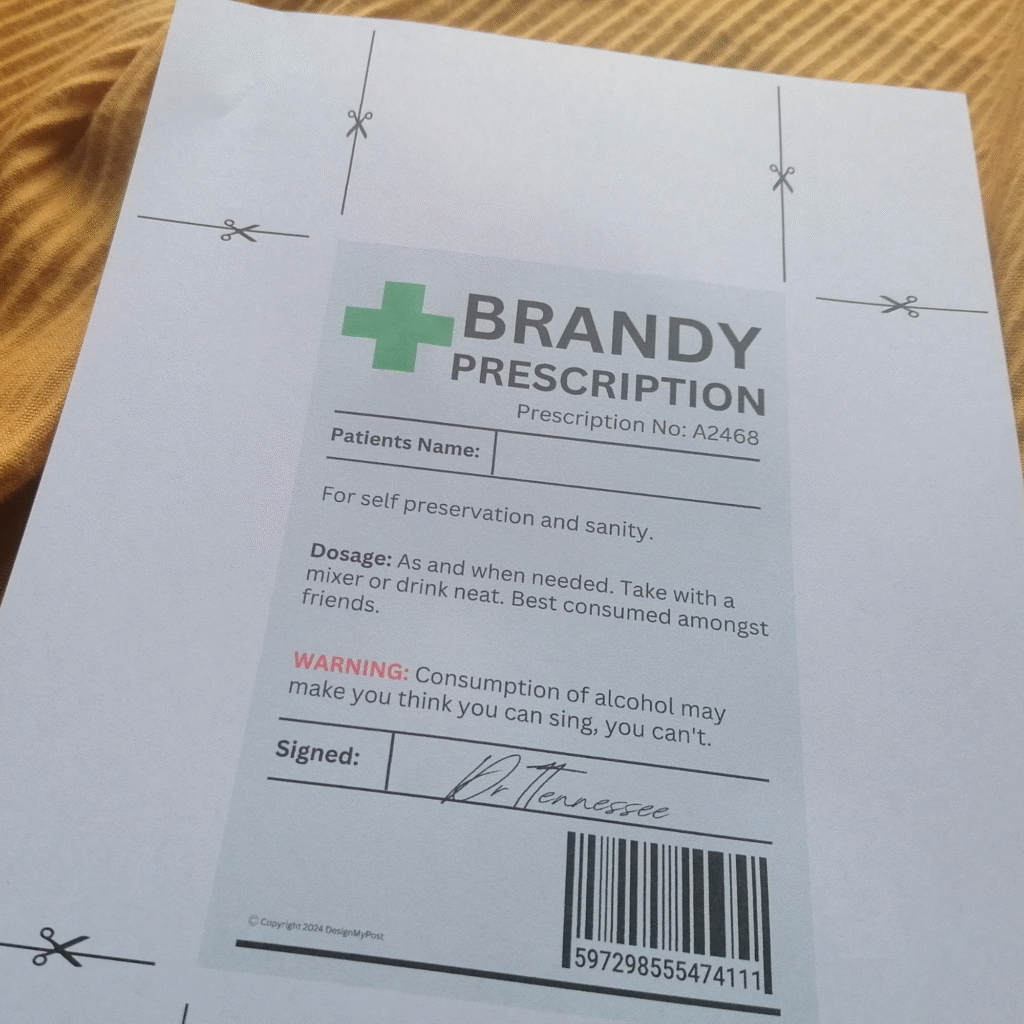 BRANDY
PRESCRIPTION
Prescription No: A2468
Patients Name:
For self preservation and sanity.
Dosage: As and when needed. Take with a
mixer or drink neat. Best consumed amongst
friends.
WARNING: Consumption of alcohol may
make you think you can sing, you can't.
Signed: Dr Tennessee
597298555474111
© Copyright 2024 DesignMyPost